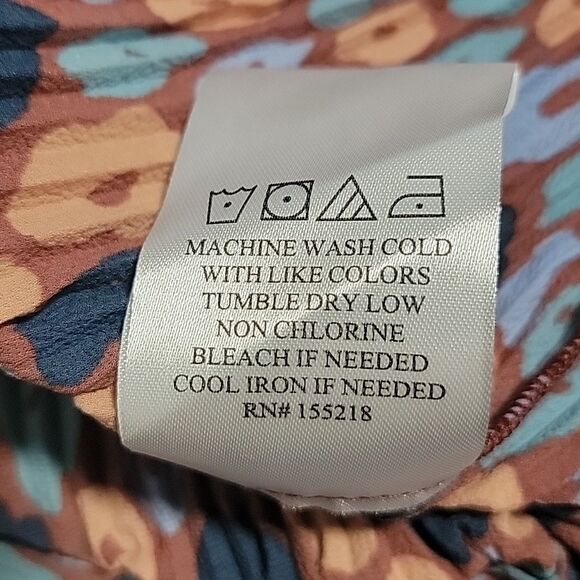 MACHINE WASH COLD
WITH LIKE COLORS
TUMBLE DRY LOW
NON CHLORINE
BLEACH IF NEEDED
COOL IRON IF NEEDED
RN# 155218